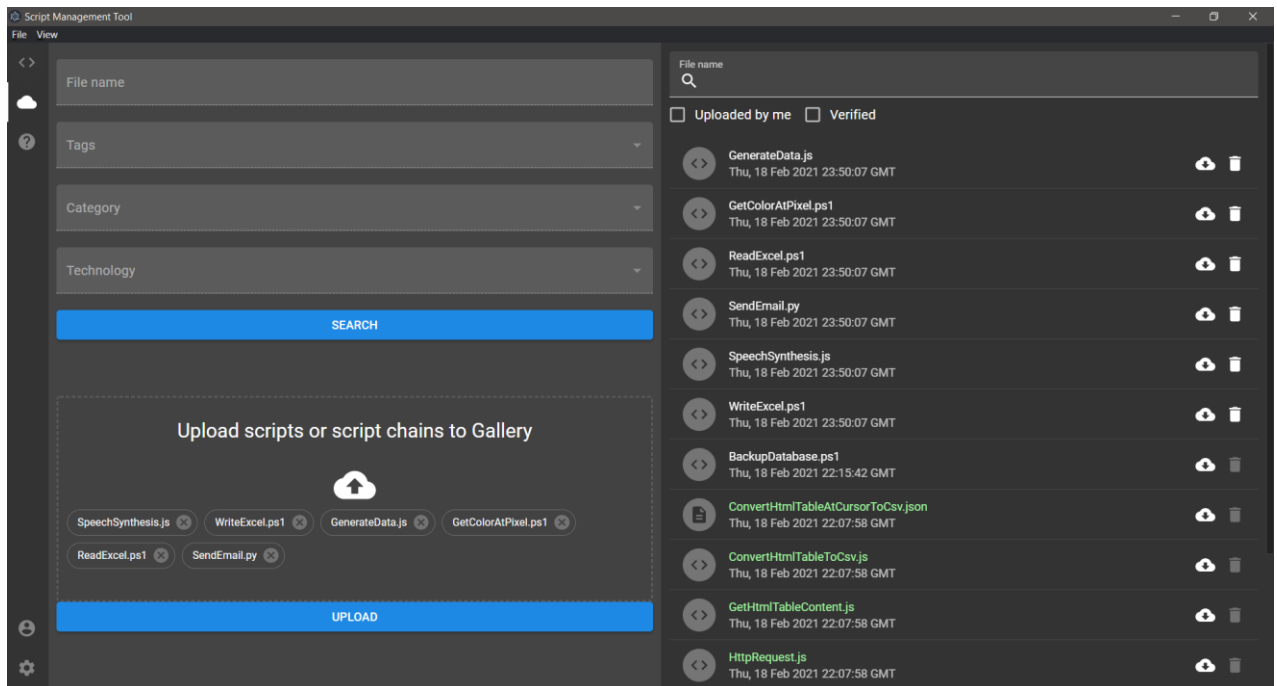 Script Management Tool
File View
File name
Tags
Category
Technology
SEARCH
Upload scripts or script chains to Gallery
SpeechSynthesis.js WriteExcel.ps1 GenerateData.js GetColorAtPixel.ps1
ReadExcel.ps1 SendEmail.py
UPLOAD
File name
Uploaded by me Verified
GenerateData.js
Thu, 18 Feb 2021 23:50:07 GMT
GetColorAtPixel.ps1
Thu, 18 Feb 2021 23:50:07 GMT
ReadExcel.ps1
Thu, 18 Feb 2021 23:50:07 GMT
SendEmail.py
Thu, 18 Feb 2021 23:50:07 GMT
SpeechSynthesis.js
Thu, 18 Feb 2021 23:50:07 GMT
WriteExcel.ps1
Thu, 18 Feb 2021 23:50:07 GMT
BackupDatabase.ps1
Thu, 18 Feb 2021 22:15:42 GMT
ConvertHtmlTableAtCursorToCsv.json
Thu, 18 Feb 2021 22:07:58 GMT
ConvertHtmlTableToCsv.js
Thu, 18 Feb 2021 22:07:58 GMT
GetHtmlTableContent.js
Thu, 18 Feb 2021 22:07:58 GMT
HttpRequest.js
Thu, 18 Feb 2021 22:07:58 GMT